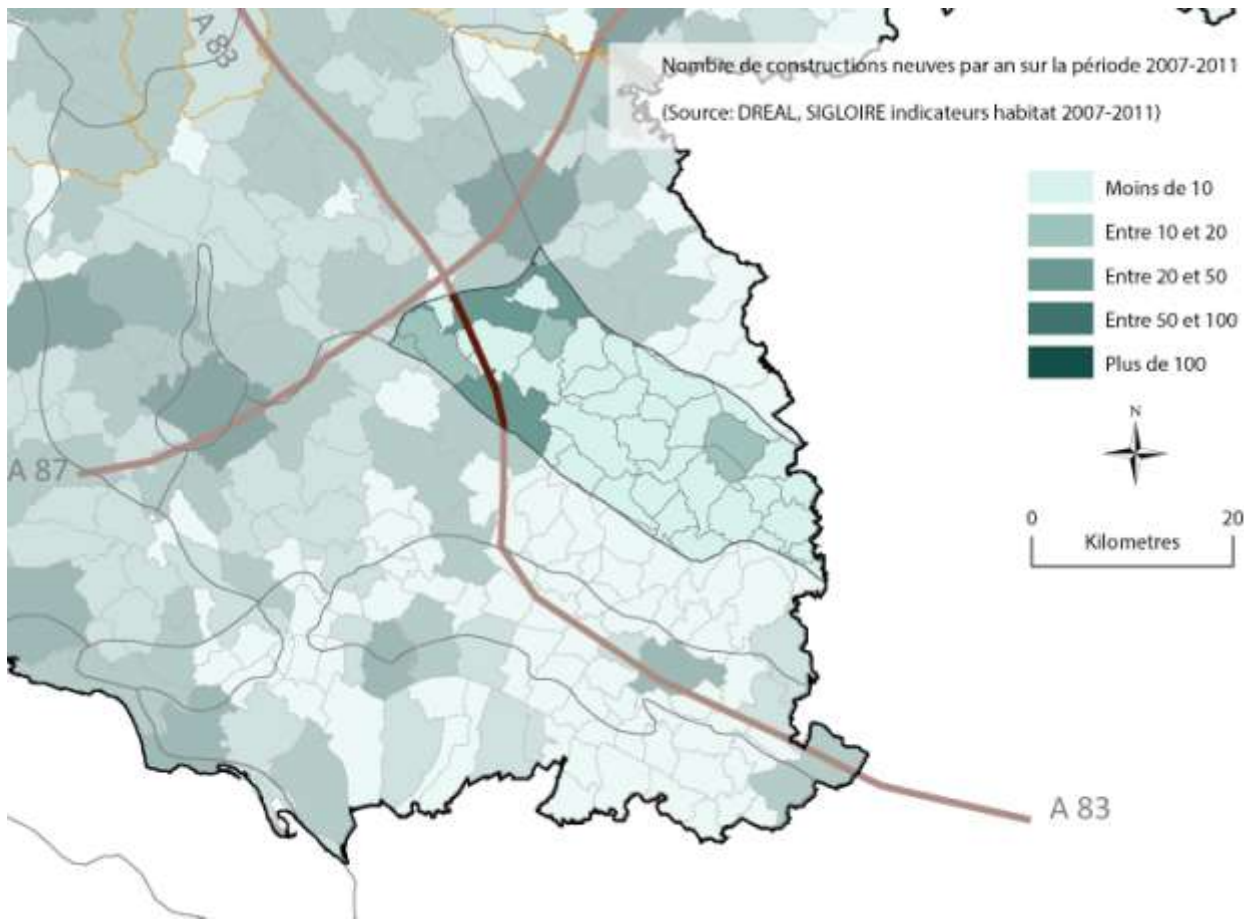 A 83
Nombre de constructions neuves par an sur la période 2007-2011
(Source: DREAL, SIGLOIRE indicateurs habitat 2007-2011)
Moins de 10
Entre 10 et 20
Entre 20 et 50
Entre 50 et 100
Plus de 100
N
0 20
Kilometres
A 87
A 83